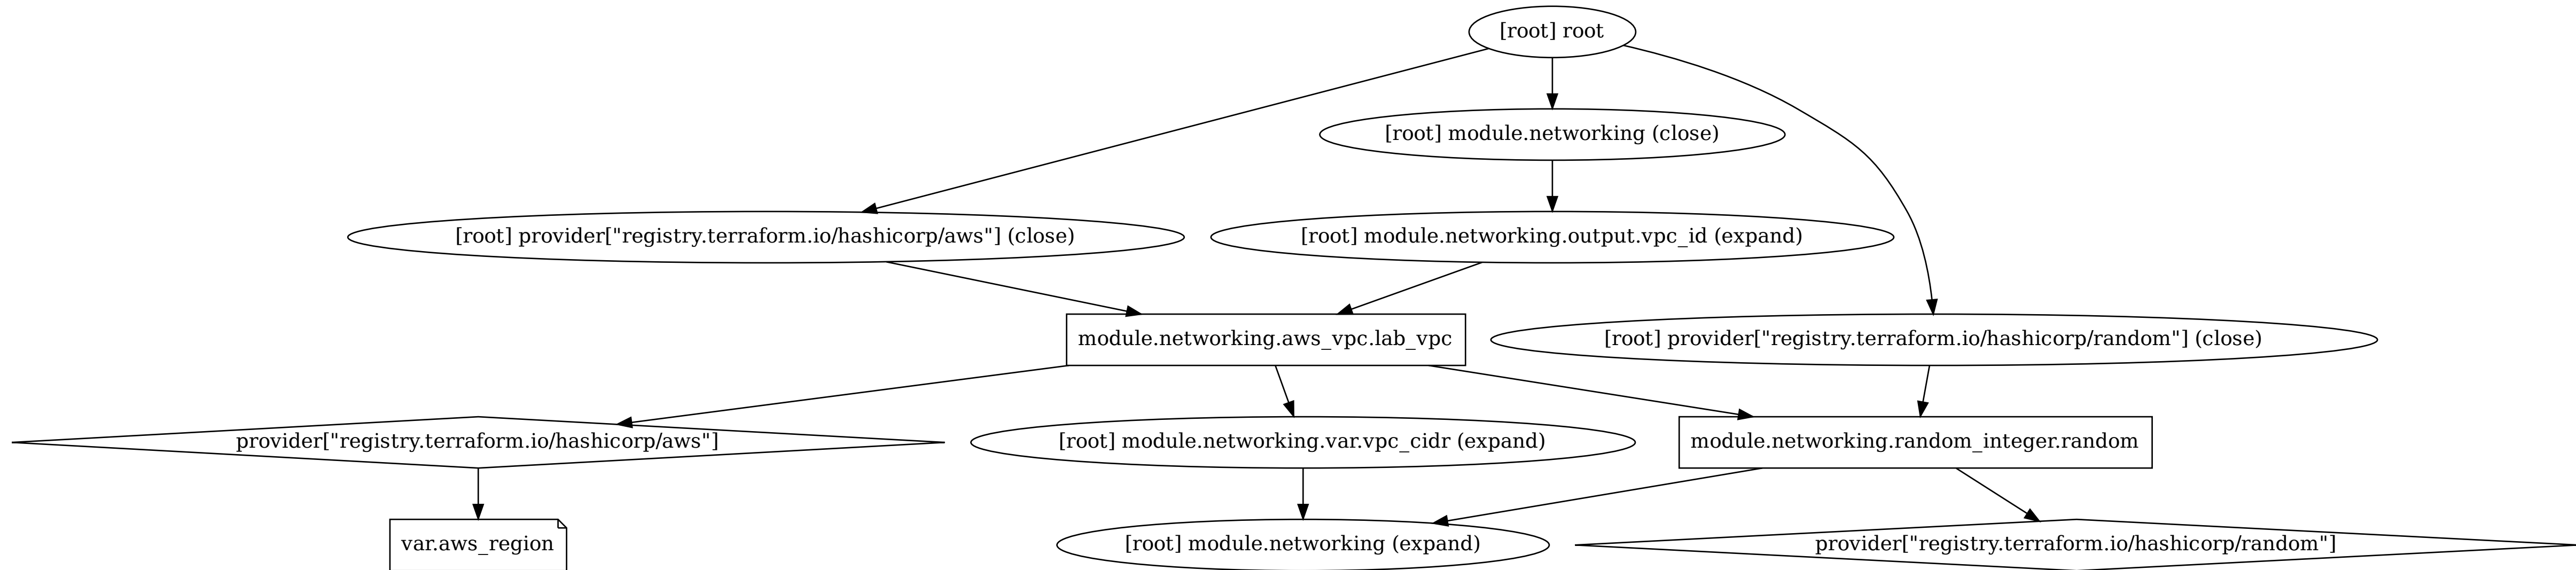 [root] root
[root] module.networking (close)
[root] provider["registry.terraform.io/hashicorp/aws"] (close)
[root] module.networking.output.vpc_id (expand)
module.networking.aws_vpc.lab_vpc
[root] provider["registry.terraform.io/hashicorp/random"] (close)
provider["registry.terraform.io/hashicorp/aws"]
[root] module.networking.var.vpc_cidr (expand)
module.networking.random_integer.random
var.aws_region
[root] module.networking (expand)
provider["registry.terraform.io/hashicorp/random"]